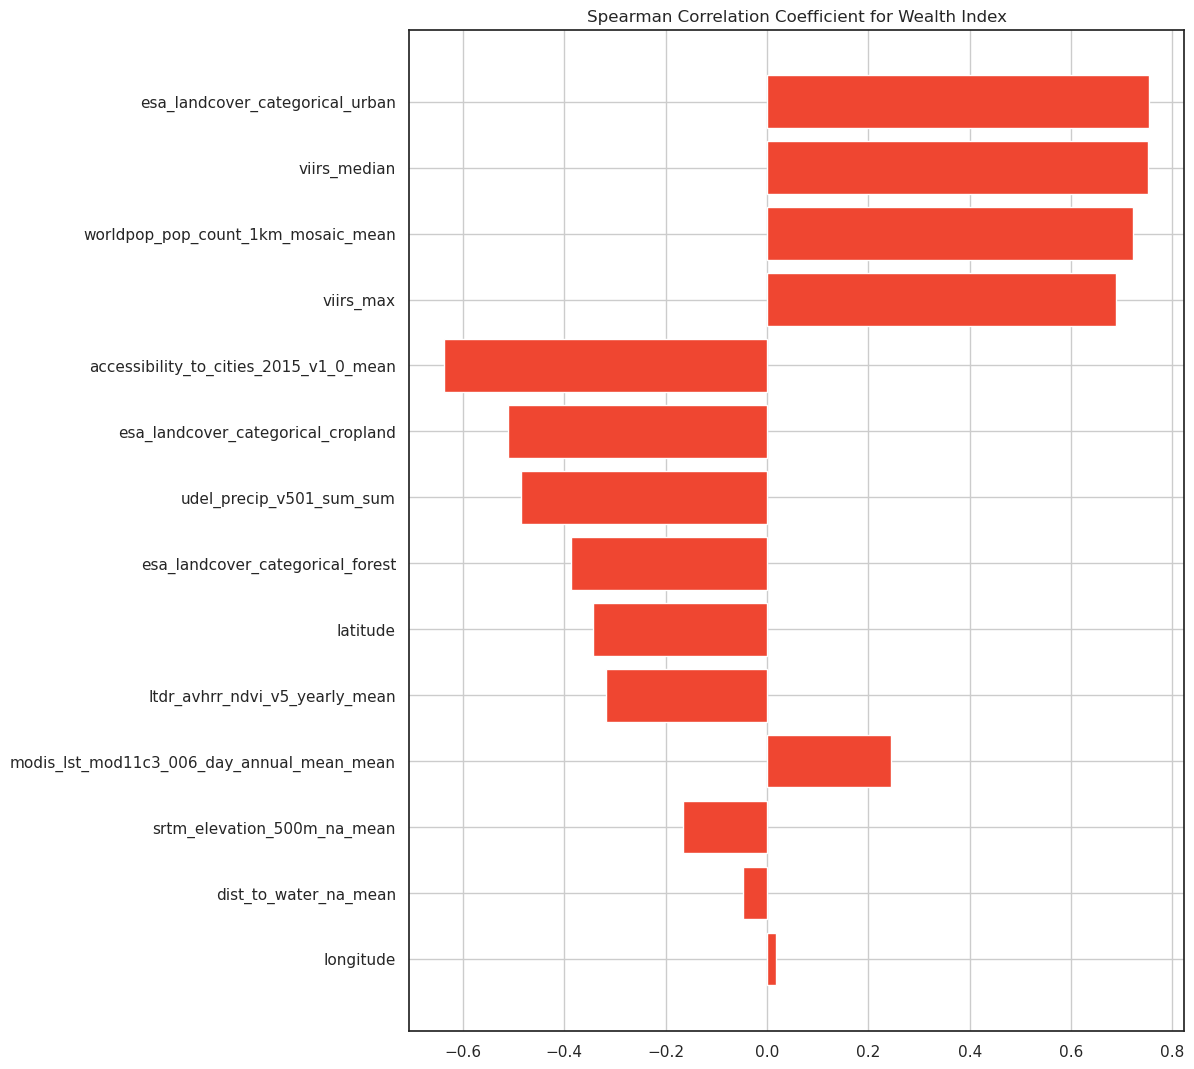 Spearman Correlation Coefficient for Wealth Index
esa_landcover_categorical_urban
viirs_median
worldpop_pop_count_1km_mosaic_mean
viirs_max
accessibility_to_cities_2015_v1_0_mean
esa_landcover_categorical_cropland
udel_precip_v501_sum_sum
esa_landcover_categorical_forest
latitude
ltdr_avhrr_ndvi_v5_yearly_mean
modis_lst_mod11c3_006_day_annual_mean_mean
srtm_elevation_500m_na_mean
dist_to_water_na_mean
longitude
−0.6 −0.4 −0.2 0.0 0.2 0.4 0.6 0.8